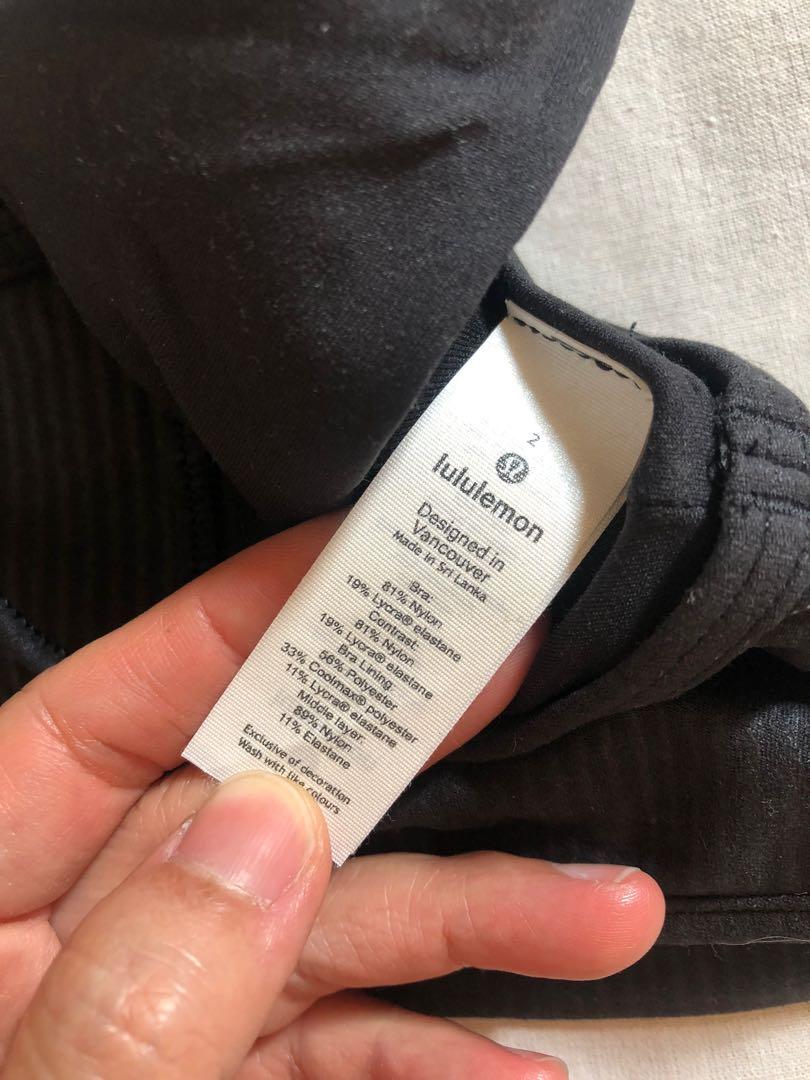 2
lululemon
Designed in
Vancouver
Made in Sri Lanka
Bra:
81% Nylon
19% Lycra® elastane
Contrast:
81% Nylon
19% Lycra® elastane
Bra Lining:
56% Polyester
33% Coolmax® polyester
11% Lycra® elastane
Middle layer:
89% Nylon
11% Elastane
Exclusive of decoration
Wash with like colours